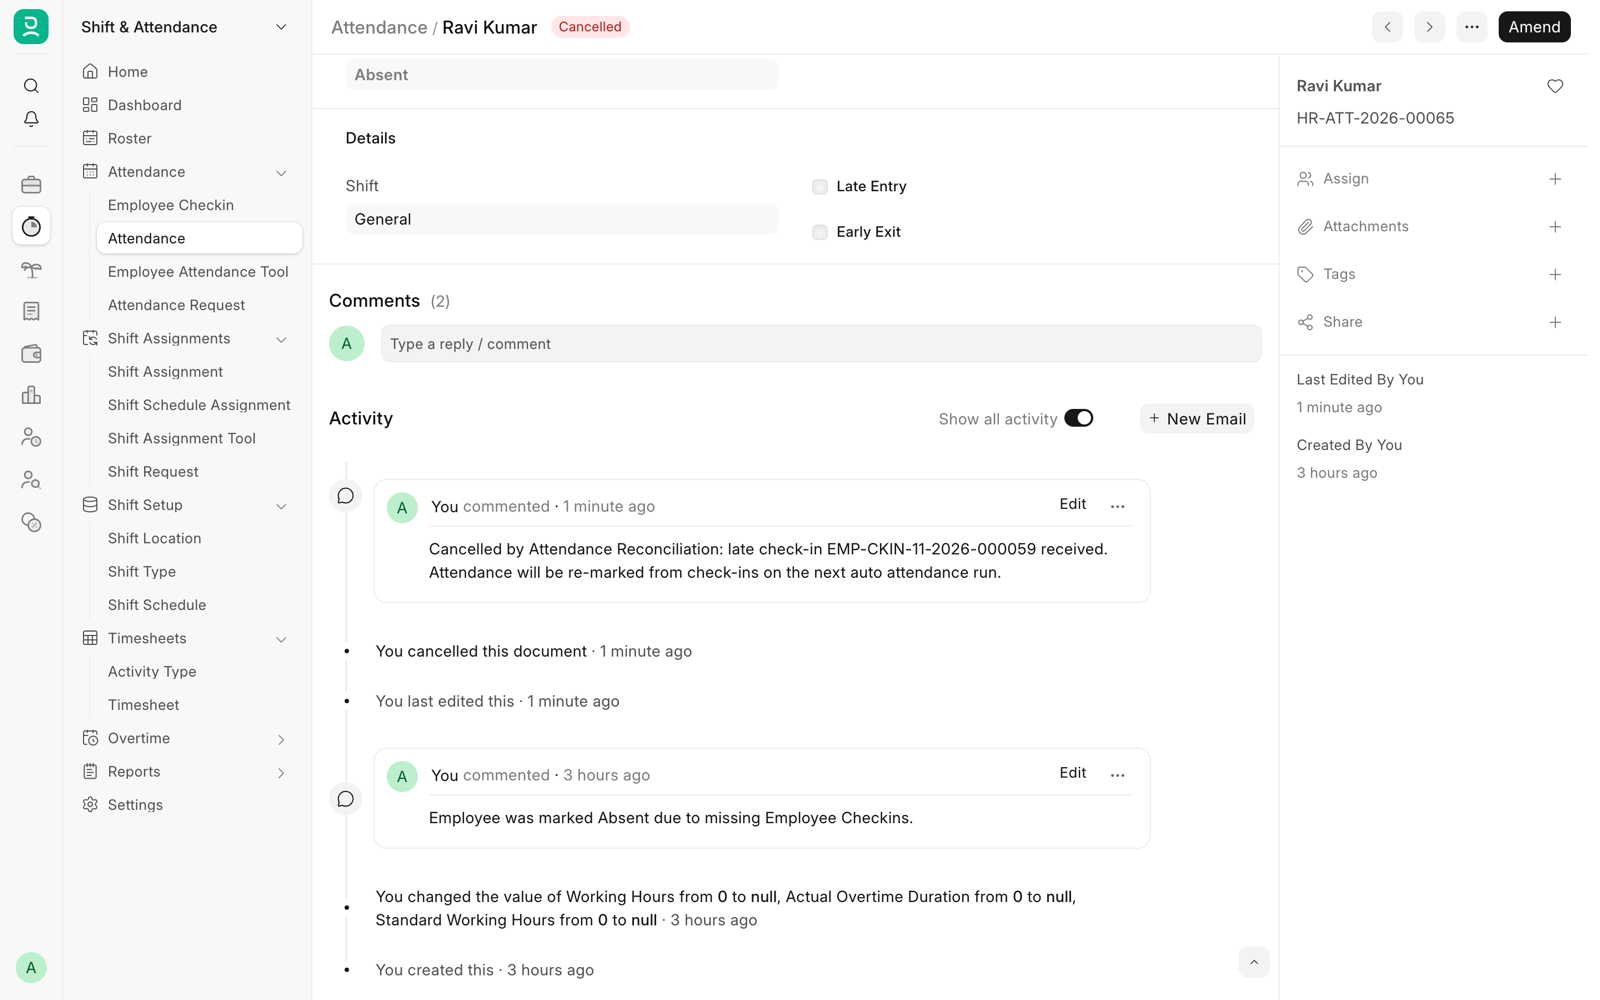 Shift & Attendance
Home
Dashboard
Roster
Attendance
Employee Checkin
Attendance
Employee Attendance Tool
Attendance Request
Shift Assignments
Shift Assignment
Shift Schedule Assignment
Shift Assignment Tool
Shift Request
Shift Setup
Shift Location
Shift Type
Shift Schedule
Timesheets
Activity Type
Timesheet
Overtime
Reports
Settings
A
Attendance / Ravi Kumar Cancelled
Amend
Absent
Details
Shift
General
Late Entry
Early Exit
Comments (2)
A
Type a reply / comment
Activity
Show all activity
+ New Email
A
You commented · 1 minute ago
Edit
Cancelled by Attendance Reconciliation: late check-in EMP-CKIN-11-2026-000059 received.
Attendance will be re-marked from check-ins on the next auto attendance run.
You cancelled this document · 1 minute ago
You last edited this · 1 minute ago
A
You commented · 3 hours ago
Edit
Employee was marked Absent due to missing Employee Checkins.
You changed the value of Working Hours from 0 to null, Actual Overtime Duration from 0 to null,
Standard Working Hours from 0 to null · 3 hours ago
You created this · 3 hours ago
Ravi Kumar
HR-ATT-2026-00065
Assign
Attachments
Tags
Share
Last Edited By You
1 minute ago
Created By You
3 hours ago